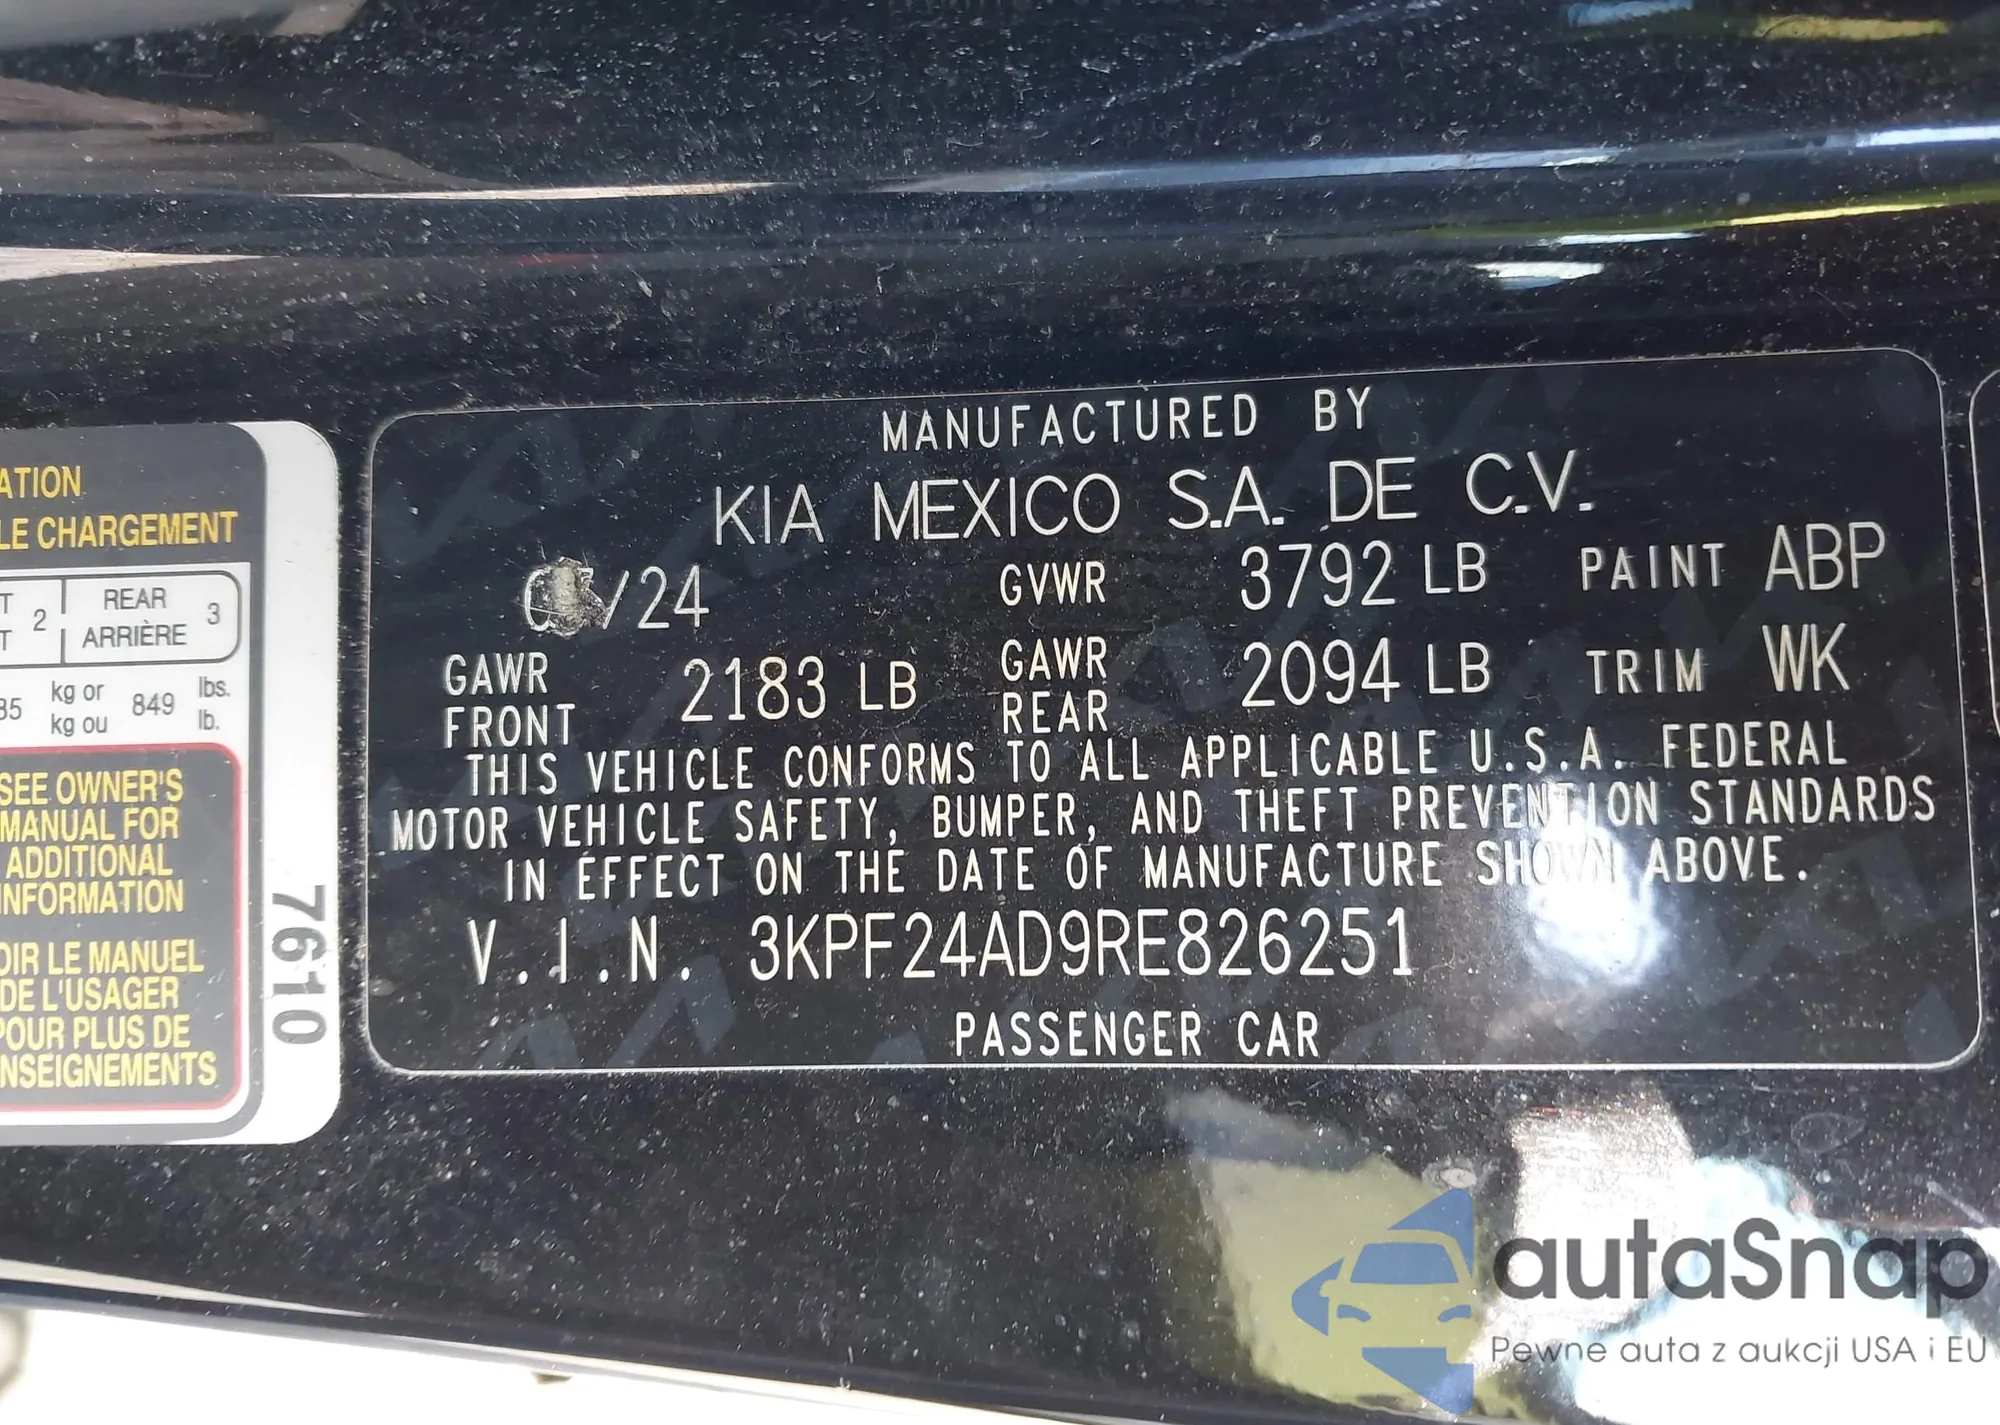 MANUFACTURED BY
KIA MEXICO S.A. DE C.V.
/24 GVWR 3792 LB PAINT ABP
GAWR FRONT 2183 LB GAWR REAR 2094 LB TRIM WK
THIS VEHICLE CONFORMS TO ALL APPLICABLE U.S.A. FEDERAL
MOTOR VEHICLE SAFETY, BUMPER, AND THEFT PREVENTION STANDARDS
IN EFFECT ON THE DATE OF MANUFACTURE SHOWN ABOVE.
V.I.N. 3KPF24AD9RE826251
PASSENGER CAR
ATION
LE CHARGEMENT
T 2 REAR 3
T ARRIÈRE
35 kg or 849 lbs.
kg ou lb.
SEE OWNER'S
MANUAL FOR
ADDITIONAL
INFORMATION
OIR LE MANUEL
DE L'USAGER
POUR PLUS DE
NSEIGNEMENTS
7610
autaSnap
Pewne auta z aukcji USA i EU